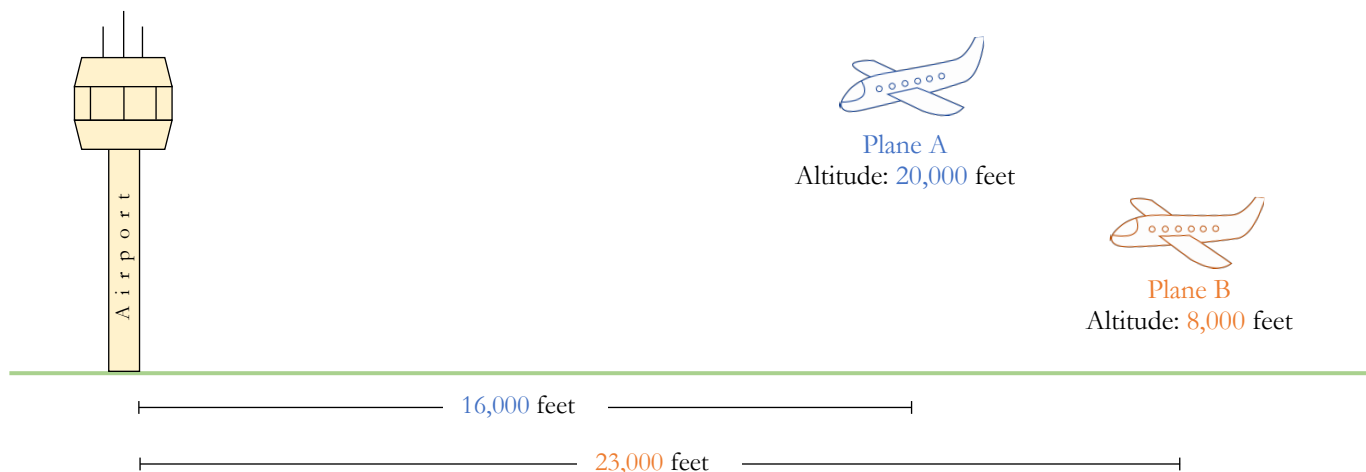 Airport
Plane A
Altitude: 20,000 feet
Plane B
Altitude: 8,000 feet
16,000 feet
23,000 feet